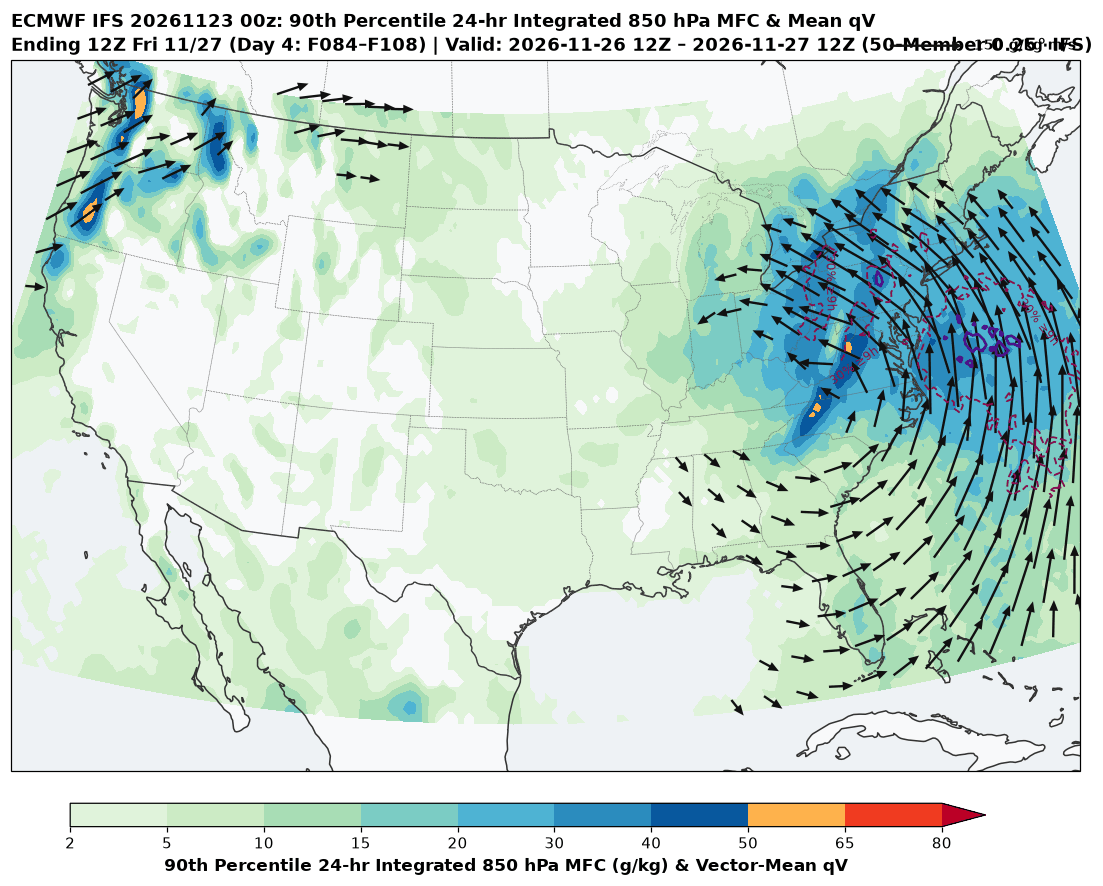 ECMWF IFS 20261123 00z: 90th Percentile 24-hr Integrated 850 hPa MFC & Mean qV
Ending 12Z Fri 11/27 (Day 4: F084–F108) | Valid: 2026-11-26 12Z – 2026-11-27 12Z (50-Member 0.25° IFS)
2 5 10 15 20 30 40 50 65 80
90th Percentile 24-hr Integrated 850 hPa MFC (g/kg) & Vector-Mean qV